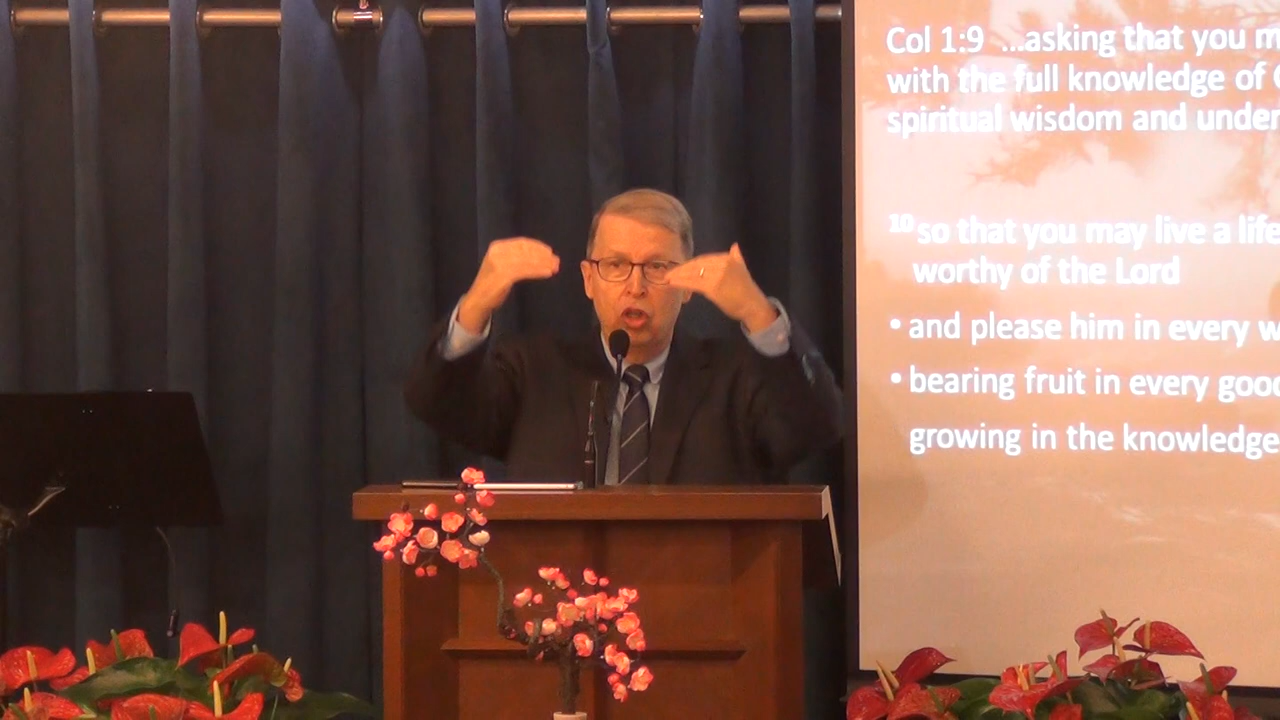 Col 1:9 ...asking that you m
with the full knowledge of
spiritual wisdom and under
10 so that you may live a life
worthy of the Lord
• and please him in every w
• bearing fruit in every good
growing in the knowledge